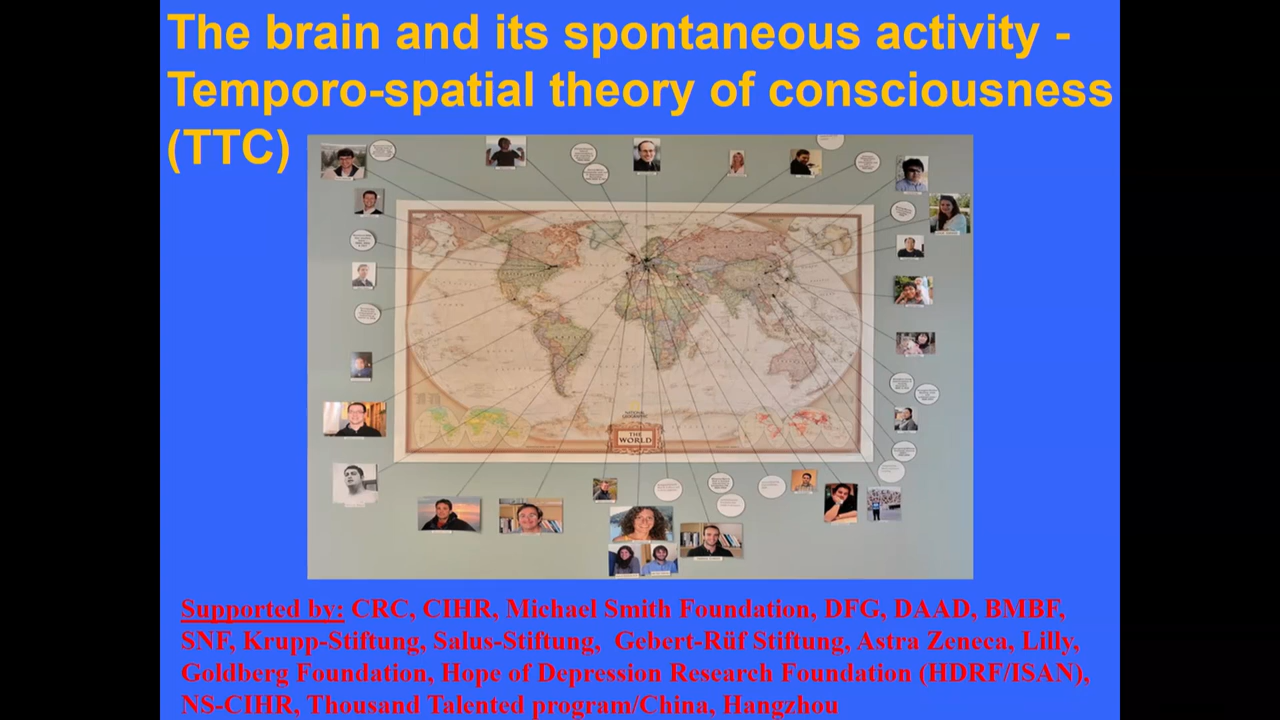 The brain and its spontaneous activity -
Temporo-spatial theory of consciousness
(TTC)
NATIONAL
GEOGRAPHIC
THE
WORLD
Supported by: CRC, CIHR, Michael Smith Foundation, DFG, DAAD, BMBF,
SNF, Krupp-Stiftung, Salus-Stiftung, Gebert-Rüf Stiftung, Astra Zeneca, Lilly,
Goldberg Foundation, Hope of Depression Research Foundation (HDRF/ISAN),
NS-CIHR, Thousand Talented program/China, Hangzhou